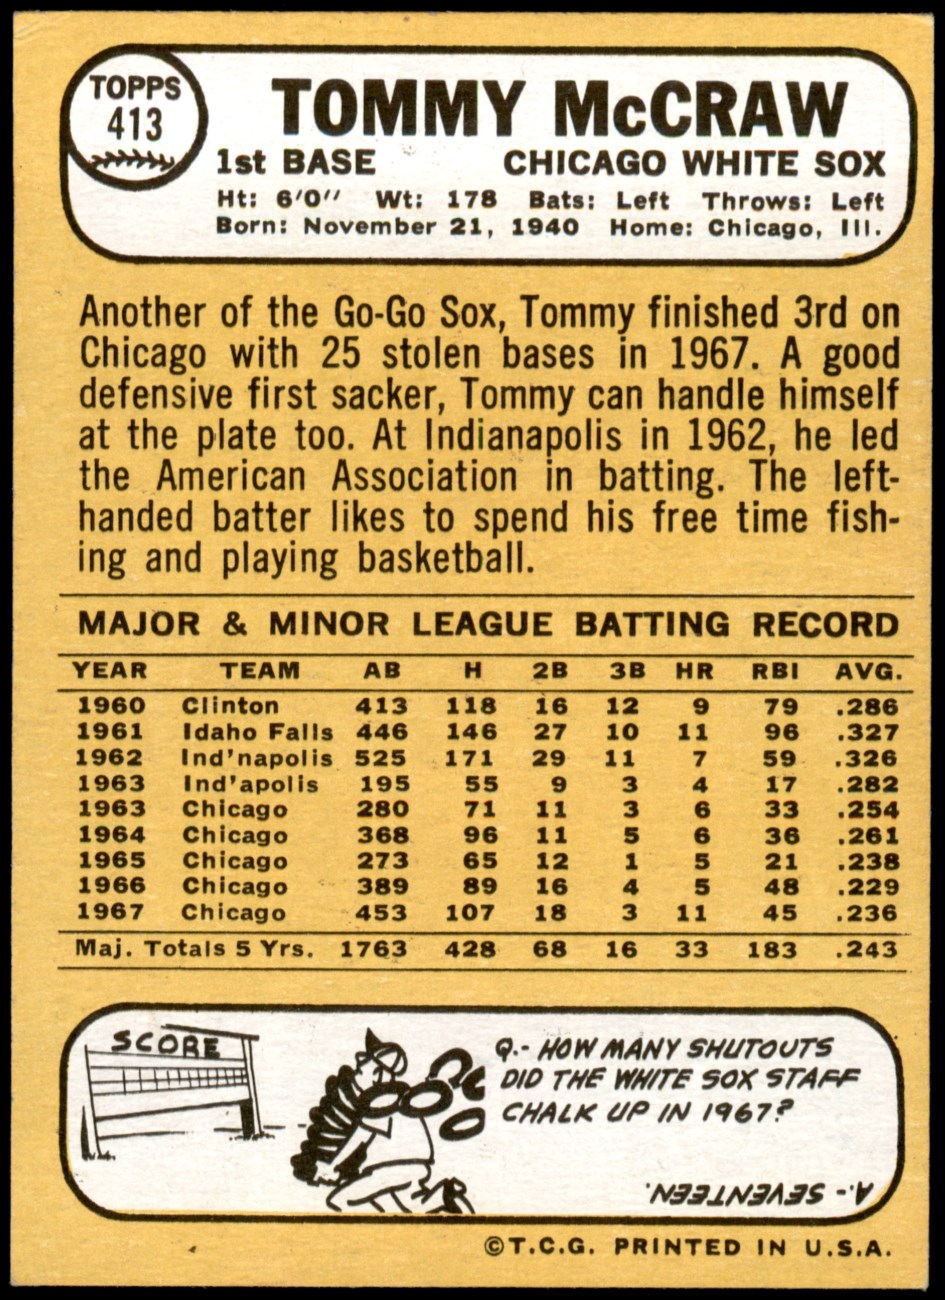 TOPPS
413
TOMMY McCRAW
1st BASE CHICAGO WHITE SOX
Ht: 6'0" Wt: 178 Bats: Left Throws: Left
Born: November 21, 1940 Home: Chicago, Ill.
Another of the Go-Go Sox, Tommy finished 3rd on
Chicago with 25 stolen bases in 1967. A good
defensive first sacker, Tommy can handle himself
at the plate too. At Indianapolis in 1962, he led
the American Association in batting. The left-
handed batter likes to spend his free time fish-
ing and playing basketball.
MAJOR & MINOR LEAGUE BATTING RECORD
YEAR TEAM AB H 2B 3B HR RBI AVG.
1960 Clinton 413 118 16 12 9 79 .286
1961 Idaho Falls 446 146 27 10 11 96 .327
1962 Ind'napolis 525 171 29 11 7 59 .326
1963 Ind'apolis 195 55 9 3 4 17 .282
1963 Chicago 280 71 11 3 6 33 .254
1964 Chicago 368 96 11 5 6 36 .261
1965 Chicago 273 65 12 1 5 21 .238
1966 Chicago 389 89 16 4 5 48 .229
1967 Chicago 453 107 18 3 11 45 .236
Maj. Totals 5 Yrs. 1763 428 68 16 33 183 .243
SCORE
Q.- HOW MANY SHUTOUTS
DID THE WHITE SOX STAFF
CHALK UP IN 1967?
A.- SEVENTEEN.
©T.C.G. PRINTED IN U.S.A.